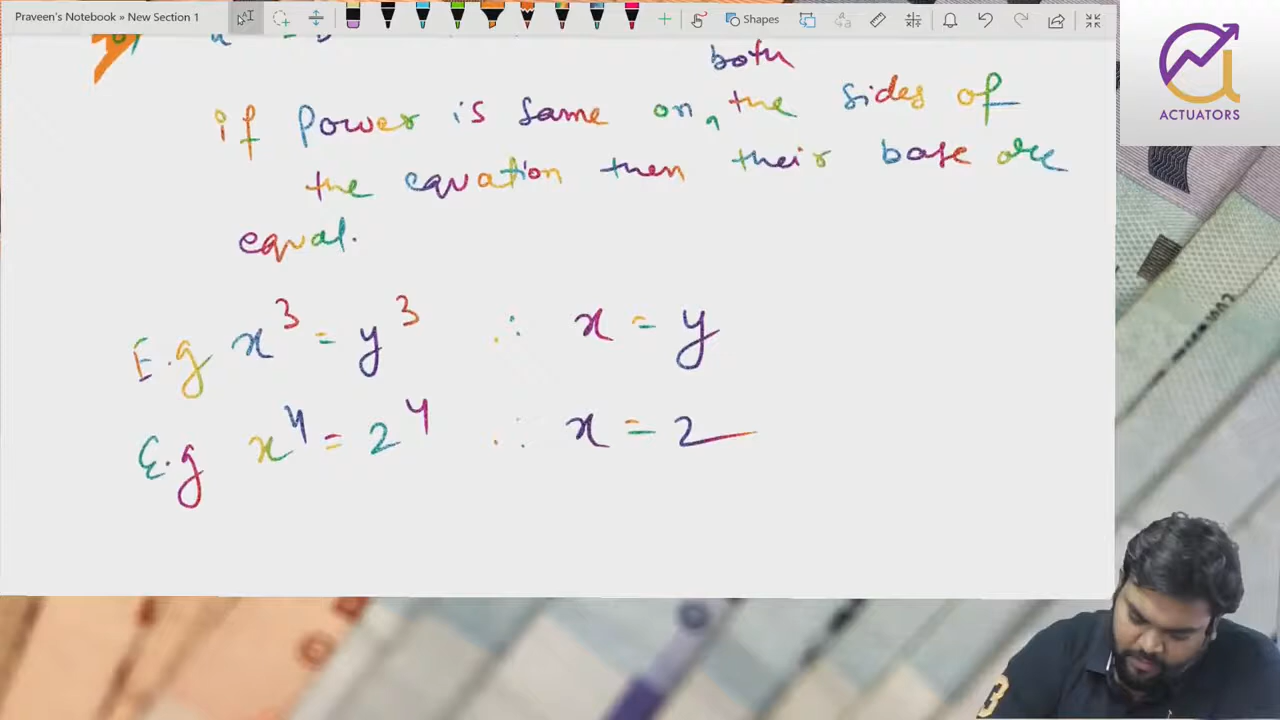 Praveen's Notebook » New Section 1
Shapes
ACTUATORS
both
if Power is same on the sides of
the equation then their base are
equal.
E.g x³ = y³ ∴ x = y
E.g x⁴ = 2⁴ ∴ x = 2